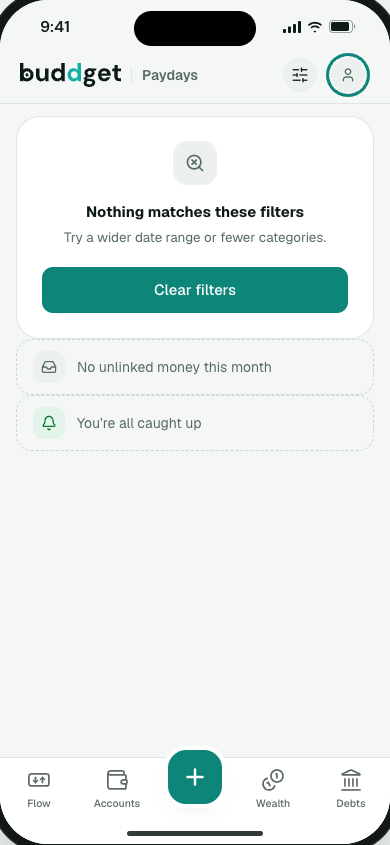 9:41
buddget
Paydays
Nothing matches these filters
Try a wider date range or fewer categories.
Clear filters
No unlinked money this month
You're all caught up
Flow
Accounts
Wealth
Debts